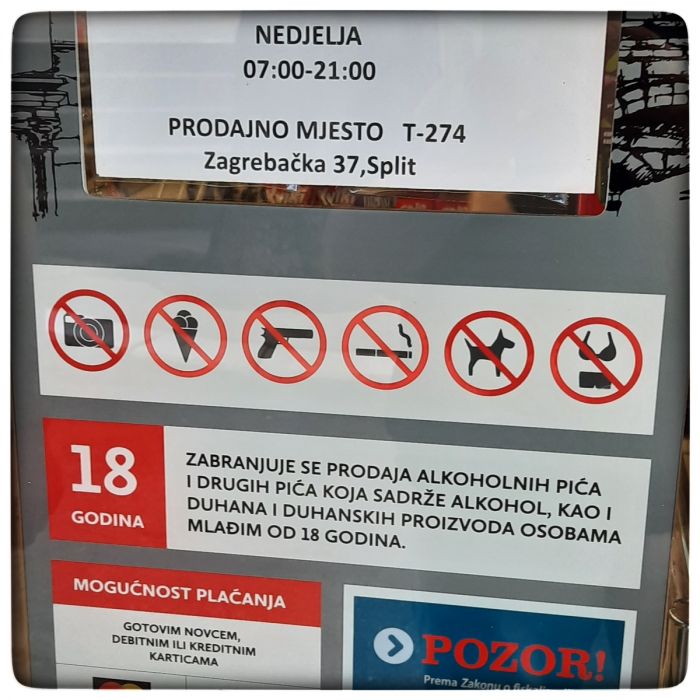 NEDJELJA
07:00-21:00
PRODAJNO MJESTO T-274
Zagrebačka 37,Split
18
GODINA
ZABRANJUJE SE PRODAJA ALKOHOLNIH PIĆA
I DRUGIH PIĆA KOJA SADRŽE ALKOHOL, KAO I
DUHANA I DUHANSKIH PROIZVODA OSOBAMA
MLAĐIM OD 18 GODINA.
MOGUĆNOST PLAĆANJA
GOTOVIM NOVCEM,
DEBITNIM ILI KREDITNIM
KARTICAMA
POZOR!
Prema Zakonu o